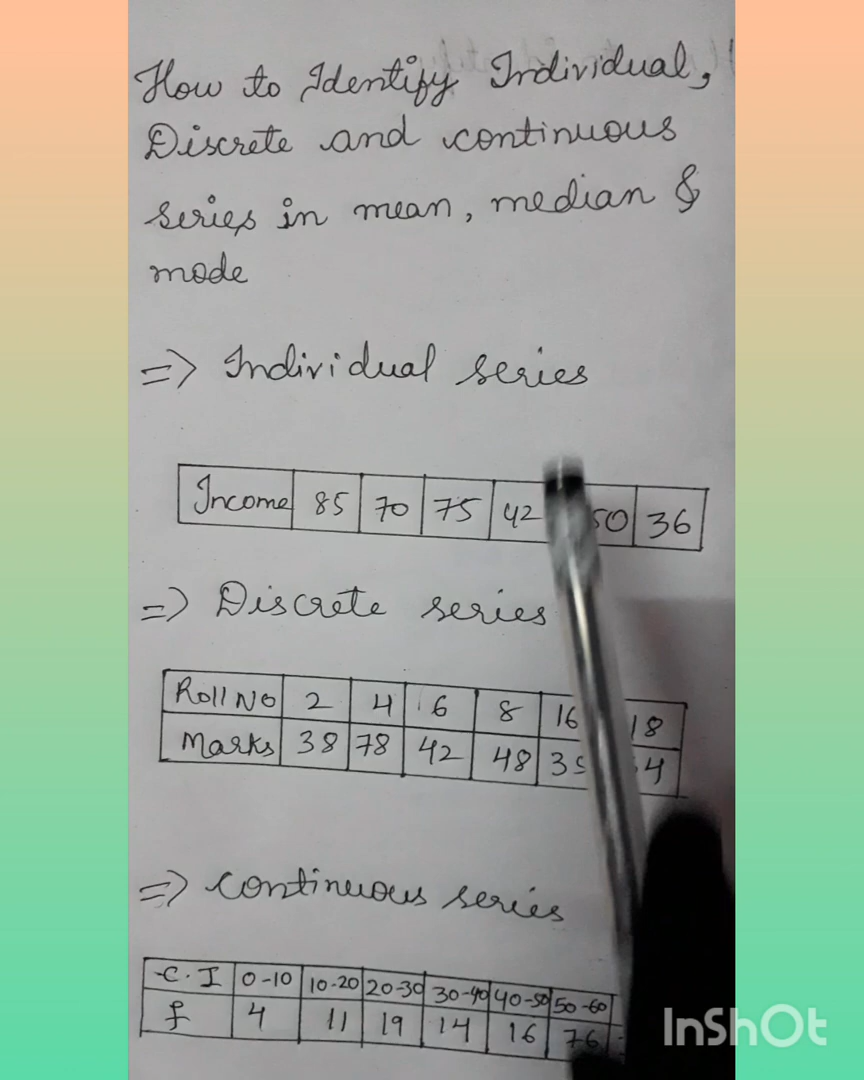 How to Identify Individual,
Discrete and continuous
series in mean, median &
mode
=> Individual series
Income 85 70 75 42 50 36
=> Discrete series
Roll No 2 4 6 8 16 18
Marks 38 78 42 48
=> continuous series
C.I 0-10 10-20 20-30 30-40 40-50 50-60
f 4 11 19 14 16 76
InShOt